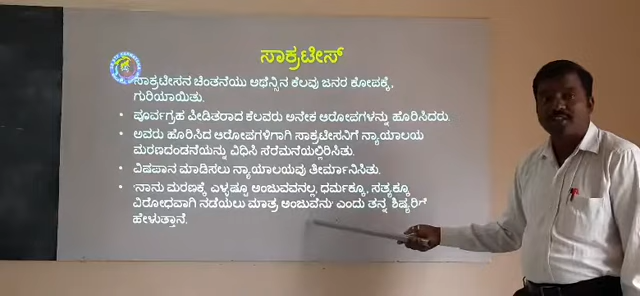 ಸಾಕ್ರಟೀಸ್
ಸಾಕ್ರಟೀಸನ ಚಿಂತನೆಯು ಅಥೆನ್ಸಿನ ಕೆಲವು ಜನರ ಕೋಪಕ್ಕೆ,
ಗುರಿಯಾಯಿತು.
• ಪೂರ್ವಗ್ರಹ ಪೀಡಿತರಾದ ಕೆಲವರು ಅನೇಕ ಆರೋಪಗಳನ್ನು ಹೊರಿಸಿದರು.
• ಅವರು ಹೊರಿಸಿದ ಆರೋಪಗಳಿಗಾಗಿ ಸಾಕ್ರಟೀಸನಿಗೆ ನ್ಯಾಯಾಲಯ
ಮರಣದಂಡನೆಯನ್ನು ವಿಧಿಸಿ ಸೆರೆಮನೆಯಲ್ಲಿರಿಸಿತು.
• ವಿಷಪಾನ ಮಾಡಿಸಲು ನ್ಯಾಯಾಲಯವು ತೀರ್ಮಾನಿಸಿತು.
• 'ನಾನು ಮರಣಕ್ಕೆ ಎಳ್ಳಷ್ಟೂ ಅಂಜುವವನಲ್ಲ. ಧರ್ಮಕ್ಕೂ, ಸತ್ಯಕ್ಕೂ
ವಿರೋಧವಾಗಿ ನಡೆಯಲು ಮಾತ್ರ ಅಂಜುವೆನು' ಎಂದು ತನ್ನ ಶಿಷ್ಯರಿಗೆ
ಹೇಳುತ್ತಾನೆ.